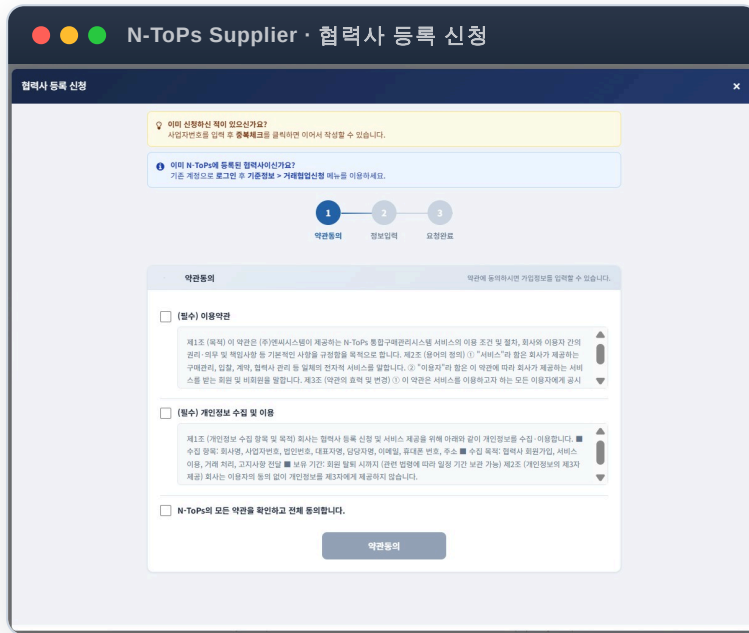 N-ToPs Supplier · 협력사 등록 신청
협력사 등록 신청
×
이미 신청하신 적이 있으신가요?
사업자번호를 입력 후 중복체크를 클릭하면 이어서 작성할 수 있습니다.
이미 N-ToPs에 등록된 협력사이신가요?
기존 계정으로 로그인 후 기준정보 > 거래협업신청 메뉴를 이용하세요.
1 2 3
약관동의 정보입력 요청완료
약관동의 약관에 동의하시면 가입정보를 입력할 수 있습니다.
(필수) 이용약관
제1조 (목적) 이 약관은 (주)엔씨시스템이 제공하는 N-ToPs 통합구매관리시스템 서비스의 이용 조건 및 절차, 회사와 이용자 간의
권리·의무 및 책임사항 등 기본적인 사항을 규정함을 목적으로 합니다. 제2조 (용어의 정의) ① "서비스"라 함은 회사가 제공하는
구매관리, 입찰, 계약, 협력사 관리 등 일체의 전자적 서비스를 말합니다. ② "이용자"라 함은 이 약관에 따라 회사가 제공하는 서비
스를 받는 회원 및 비회원을 말합니다. 제3조 (약관의 효력 및 변경) ① 이 약관은 서비스를 이용하고자 하는 모든 이용자에게 공시
(필수) 개인정보 수집 및 이용
제1조 (개인정보 수집 항목 및 목적) 회사는 협력사 등록 신청 및 서비스 제공을 위해 아래와 같이 개인정보를 수집·이용합니다. ■
수집 항목: 회사명, 사업자번호, 법인번호, 대표자명, 담당자명, 이메일, 휴대폰 번호, 주소 ■ 수집 목적: 협력사 회원가입, 서비스
이용, 거래 처리, 고지사항 전달 ■ 보유 기간: 회원 탈퇴 시까지 (관련 법령에 따라 일정 기간 보관 가능) 제2조 (개인정보의 제3자
제공) 회사는 이용자의 동의 없이 개인정보를 제3자에게 제공하지 않습니다.
N-ToPs의 모든 약관을 확인하고 전체 동의합니다.
약관동의